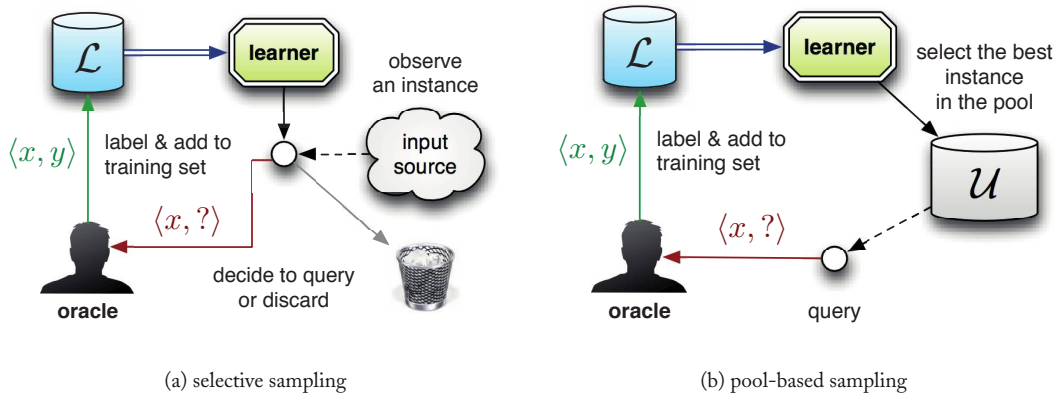 ℒ
learner
observe
an instance
input
source
label & add to
training set
⟨x, y⟩
⟨x, ?⟩
decide to query
or discard
oracle
(a) selective sampling
ℒ
learner
select the best
instance
in the pool
𝒰
label & add to
training set
⟨x, y⟩
⟨x, ?⟩
query
oracle
(b) pool-based sampling